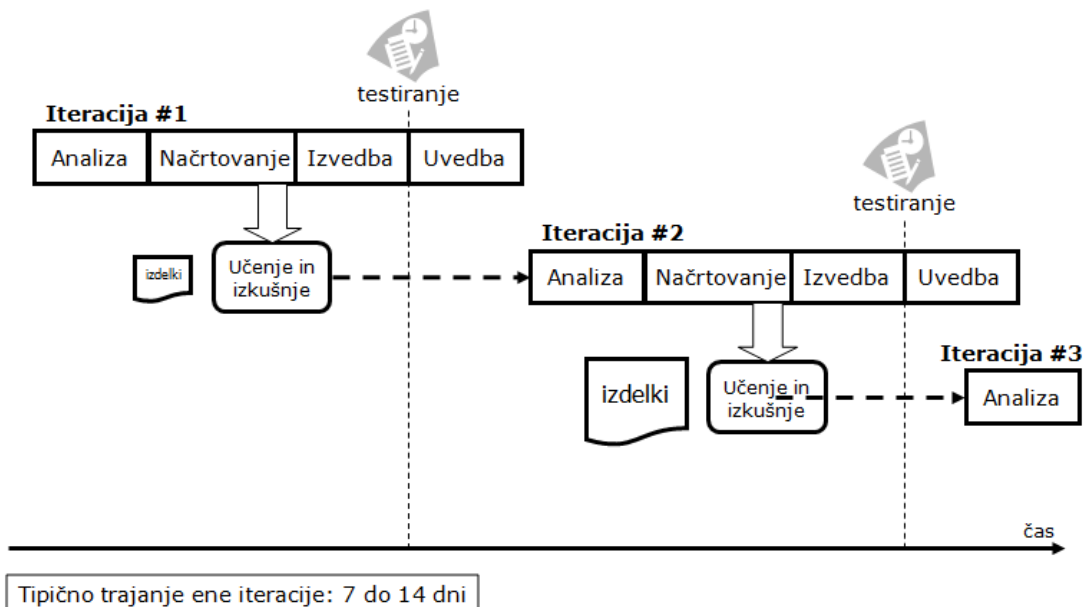 testiranje
Iteracija #1
Analiza Načrtovanje Izvedba Uvedba
testiranje
Iteracija #2
izdelki
Učenje in
izkušnje
Analiza Načrtovanje Izvedba Uvedba
Iteracija #3
izdelki
Učenje in
izkušnje
Analiza
čas
Tipično trajanje ene iteracije: 7 do 14 dni